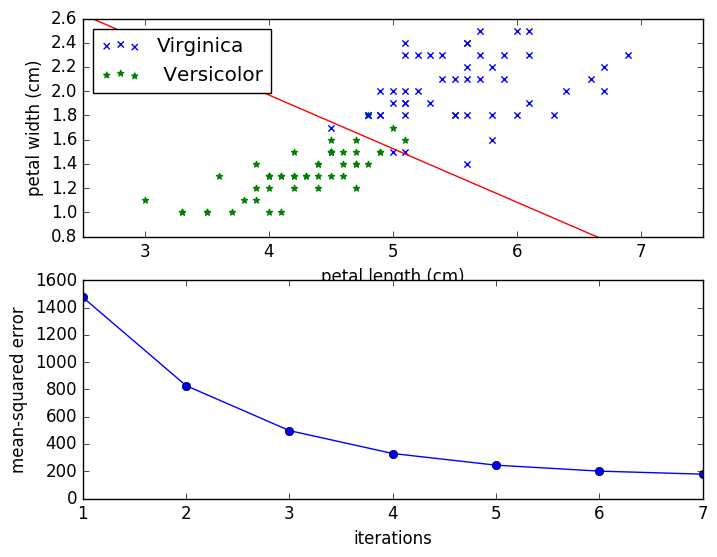 2.6
2.4
2.2
2.0
1.8
1.6
1.4
1.2
1.0
0.8
petal width (cm)
Virginica
Versicolor
3 4 5 6 7
petal length (cm)
1600
1400
1200
1000
800
600
400
200
0
mean-squared error
1 2 3 4 5 6 7
iterations